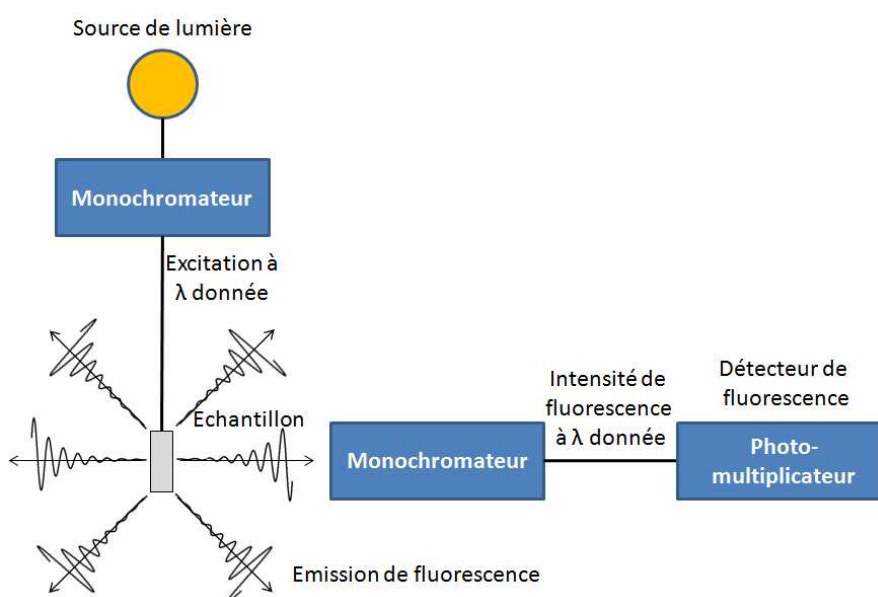 Source de lumière
Monochromateur
Excitation à
λ donnée
Echantillon
Monochromateur
Intensité de
fluorescence
à λ donnée
Détecteur de
fluorescence
Photo-
multiplicateur
Emission de fluorescence